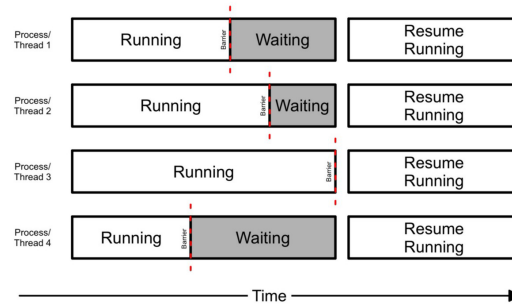 Process/
Thread 1
Running
Barrier
Waiting
Resume
Running
Process/
Thread 2
Running
Barrier
Waiting
Resume
Running
Process/
Thread 3
Running
Barrier
Resume
Running
Process/
Thread 4
Running
Barrier
Waiting
Resume
Running
Time